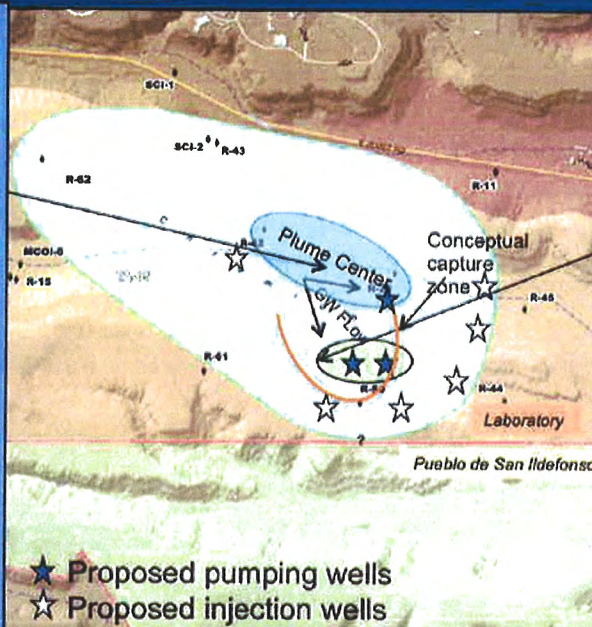 SCI-1
SCI-2
R-43
R-62
R-11
Plume Center
Conceptual
capture
zone
MCOI-6
R-15
GW Flow
R-45
R-61
R-44
Laboratory
?
Pueblo de San Ildefonso
Proposed pumping wells
Proposed injection wells